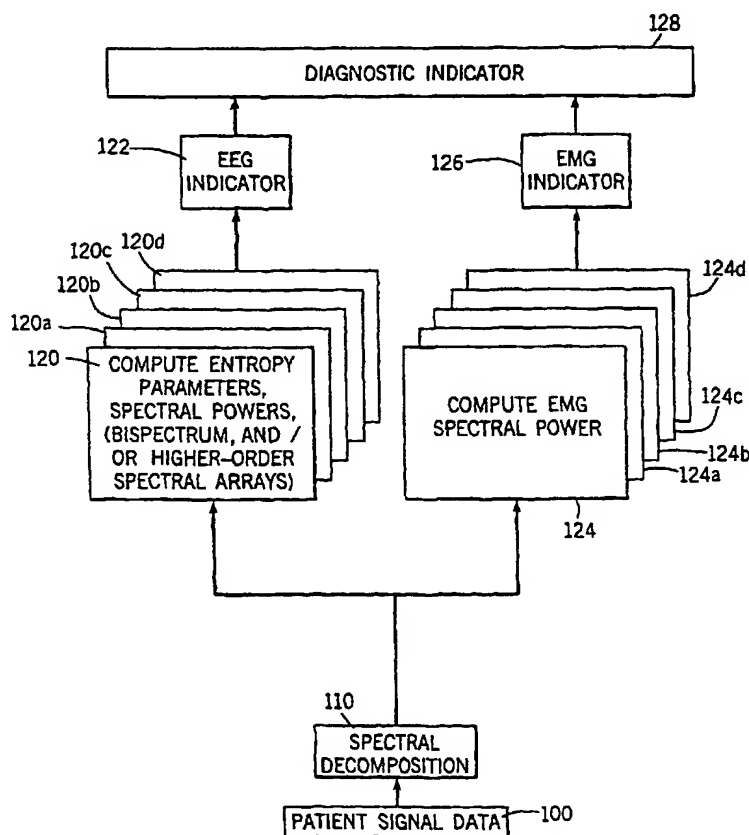 128
DIAGNOSTIC INDICATOR
122
EEG
INDICATOR
126
EMG
INDICATOR
120d
120c
120b
120a
120
COMPUTE ENTROPY
PARAMETERS,
SPECTRAL POWERS,
(BISPECTRUM, AND /
OR HIGHER-ORDER
SPECTRAL ARRAYS)
COMPUTE EMG
SPECTRAL POWER
124d
124c
124b
124a
124
110
SPECTRAL
DECOMPOSITION
PATIENT SIGNAL DATA
100